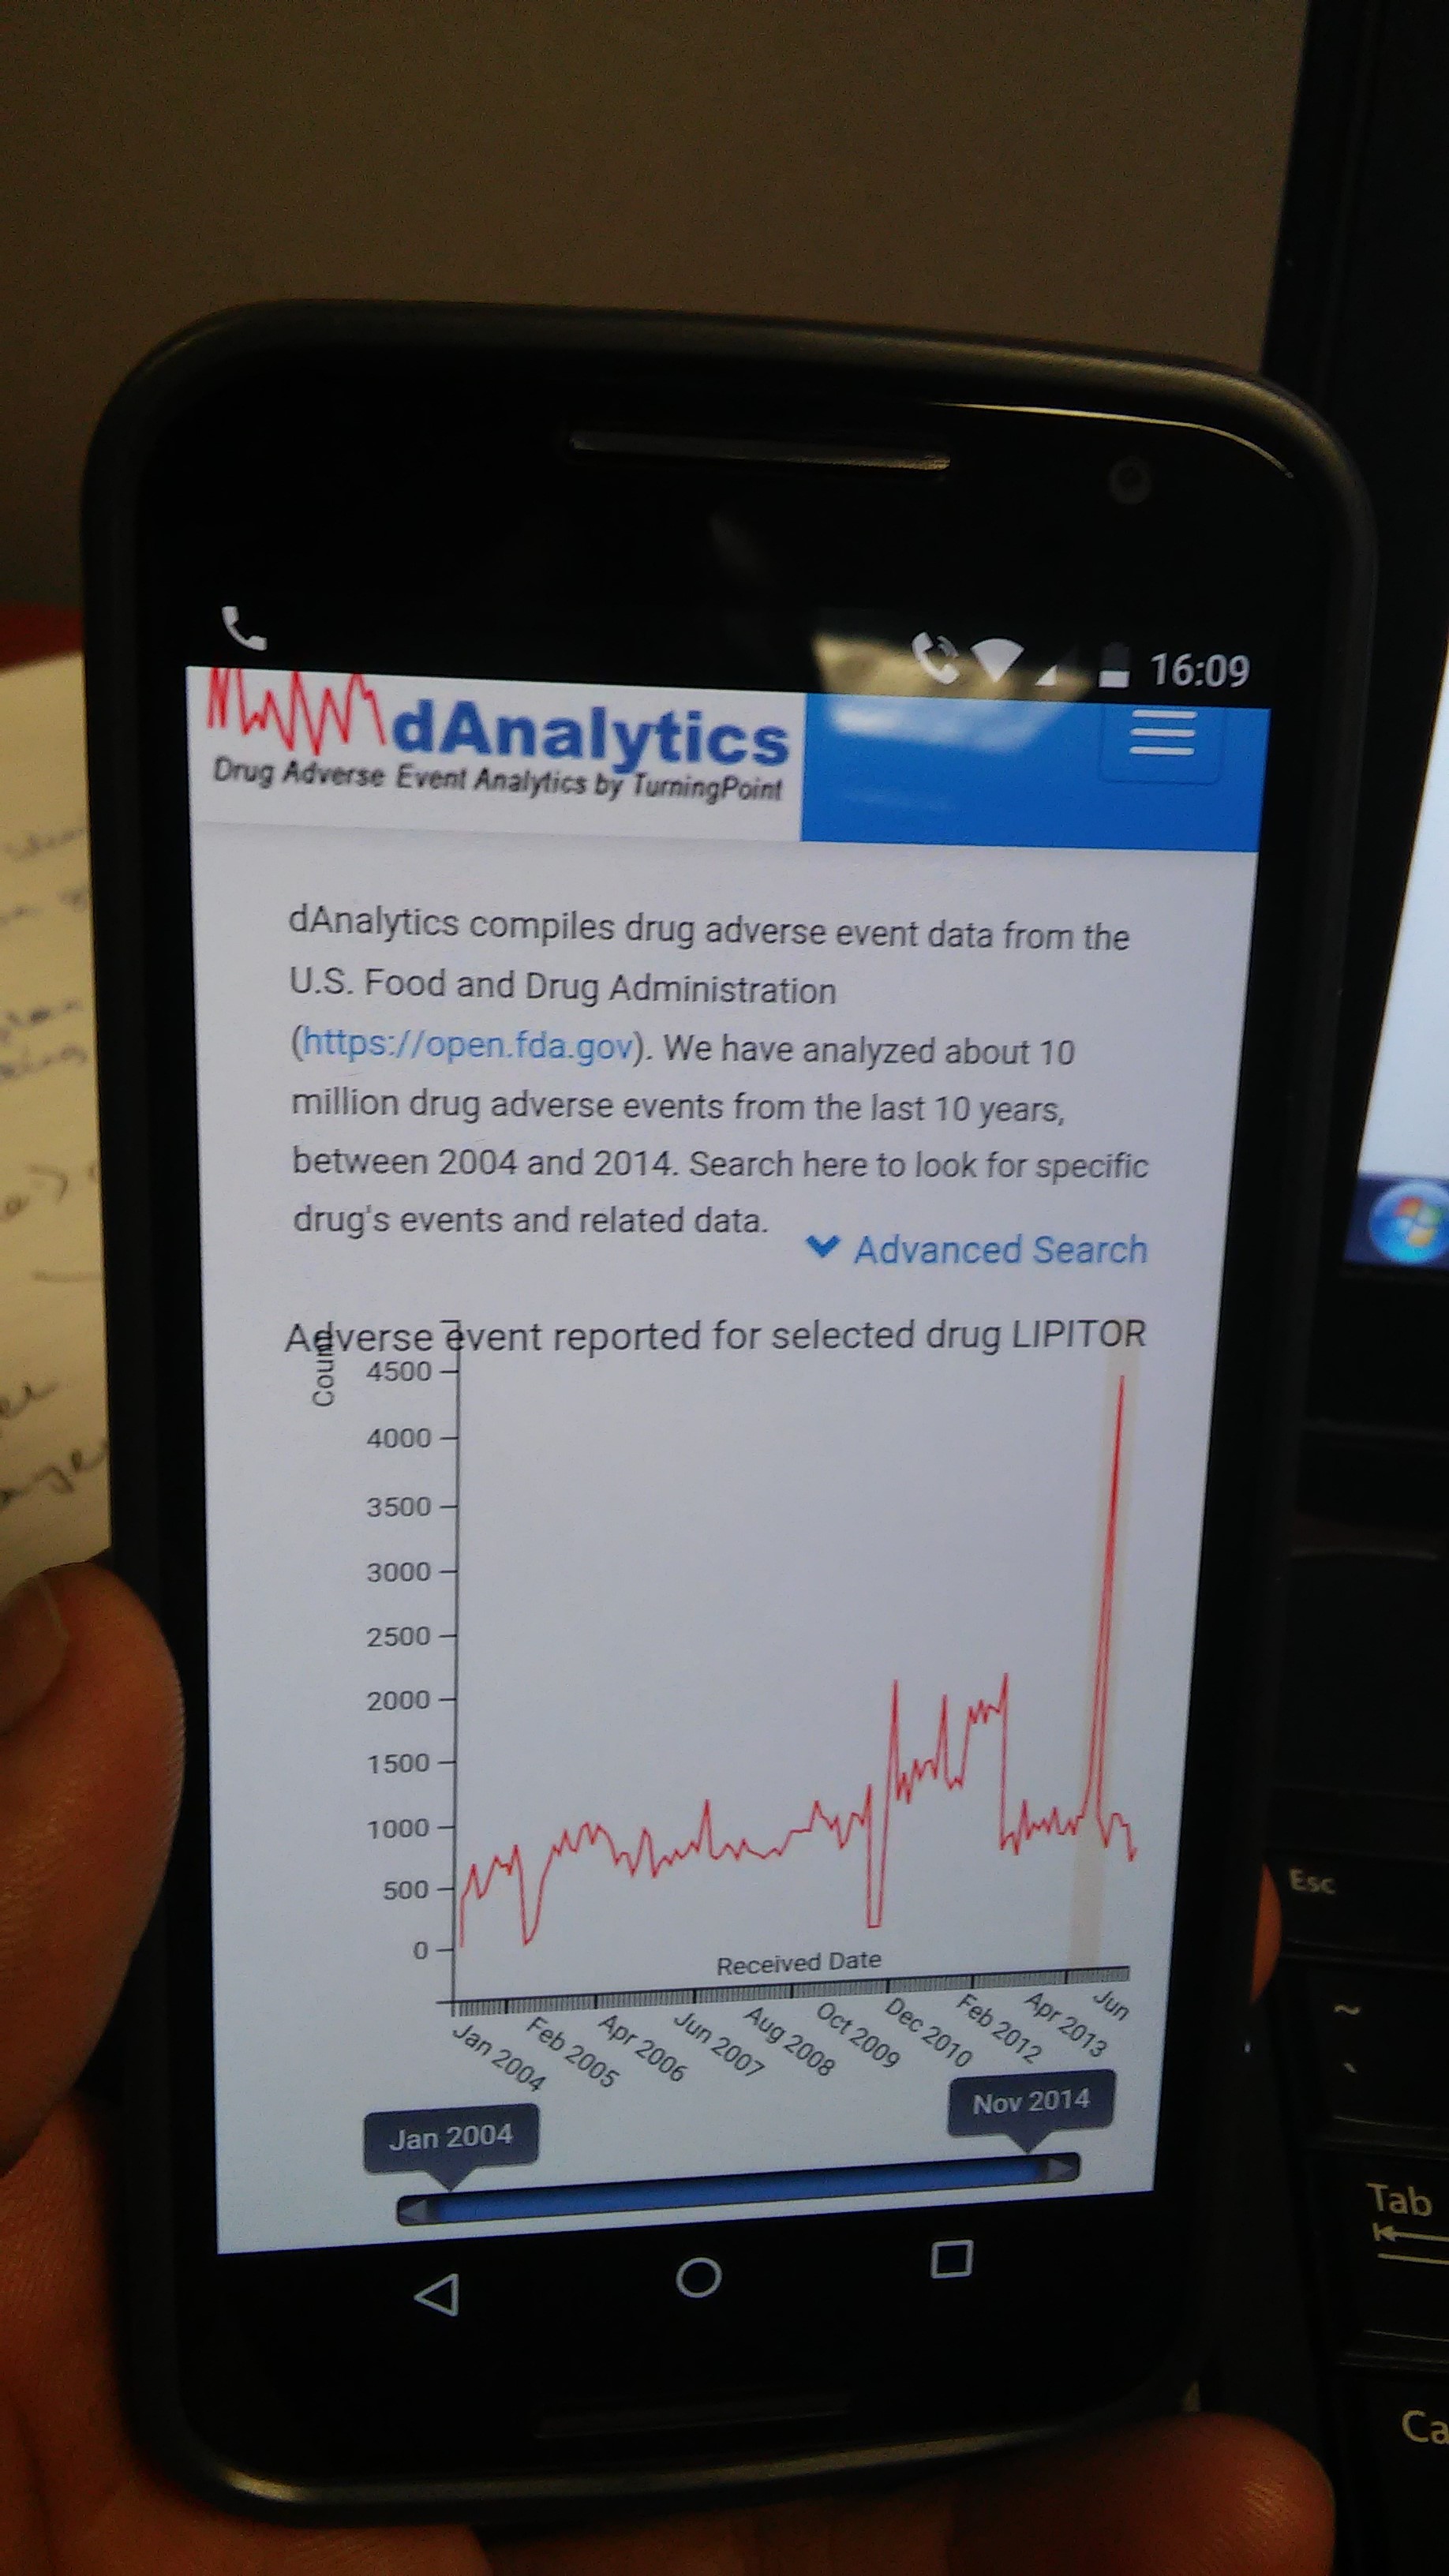 16:09
dAnalytics
Drug Adverse Event Analytics by TurningPoint
dAnalytics compiles drug adverse event data from the
U.S. Food and Drug Administration
(https://open.fda.gov). We have analyzed about 10
million drug adverse events from the last 10 years,
between 2004 and 2014. Search here to look for specific
drug's events and related data.
Advanced Search
Adverse event reported for selected drug LIPITOR
4500
4000
3500
3000
2500
2000
1500
1000
500
0
Received Date
Jan 2004
Feb 2005
Apr 2006
Jun 2007
Aug 2008
Oct 2009
Dec 2010
Feb 2012
Apr 2013
Jun
Jan 2004
Nov 2014
Esc
~
`
Tab